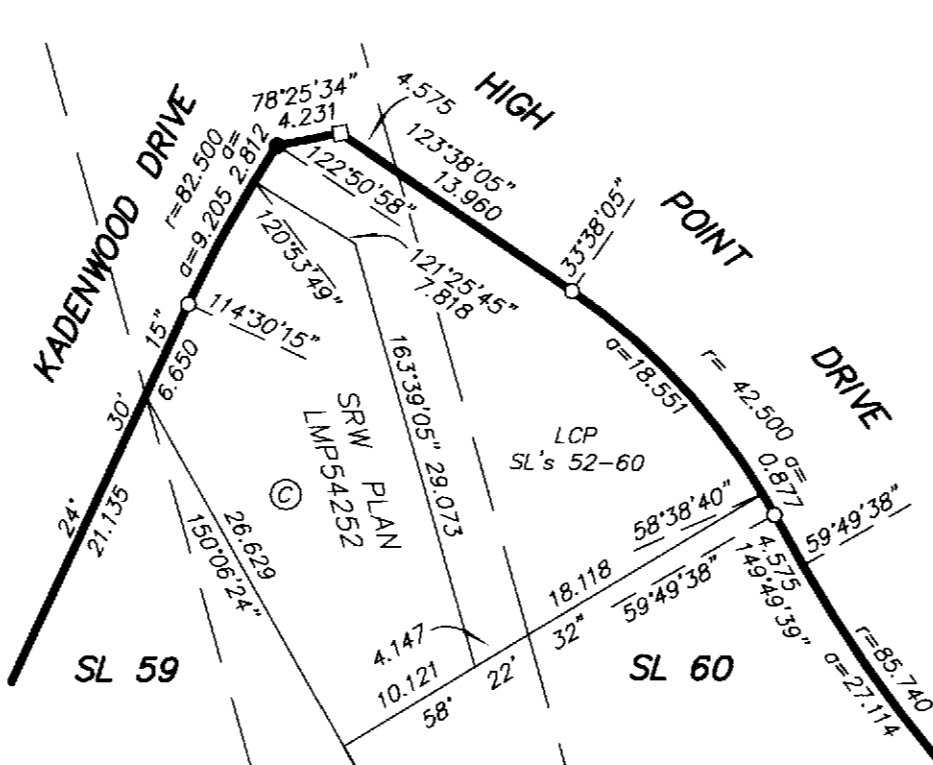 KADENWOOD DRIVE
HIGH
POINT
DRIVE
78°25'34"
4.231
4.575
r=82.500
a=
a=9.205 2.812
122°50'58"
123°38'05"
13.960
33°38'05"
120°53'49"
121°25'45"
7.818
114°30'15"
24° 30' 15"
6.650
21.135
a=18.551
r= 42.500 a=
0.877
163°39'05" 29.073
SRW PLAN
LMP54252
LCP
SL's 52-60
C
26.629
150°06'24"
58°38'40"
59°49'38"
18.118
59°49'38"
4.575
149°49'39"
4.147
10.121
58° 22' 32"
r=85.740
a=27.114
SL 59
SL 60